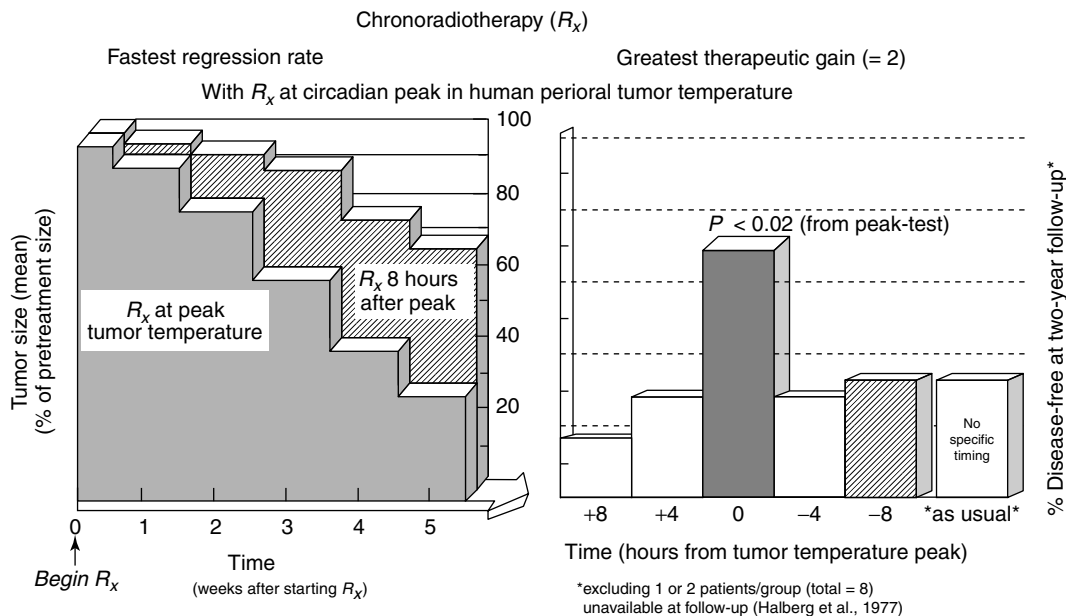 Chronoradiotherapy (Rx)
Fastest regression rate
Greatest therapeutic gain (= 2)
With Rx at circadian peak in human perioral tumor temperature
Tumor size (mean)
(% of pretreatment size)
Rx at peak
tumor temperature
Rx 8 hours
after peak
100
80
60
40
20
0 1 2 3 4 5
Begin Rx
Time
(weeks after starting Rx)
P < 0.02 (from peak-test)
No
specific
timing
+8 +4 0 −4 −8 *as usual*
Time (hours from tumor temperature peak)
% Disease-free at two-year follow-up*
*excluding 1 or 2 patients/group (total = 8)
unavailable at follow-up (Halberg et al., 1977)